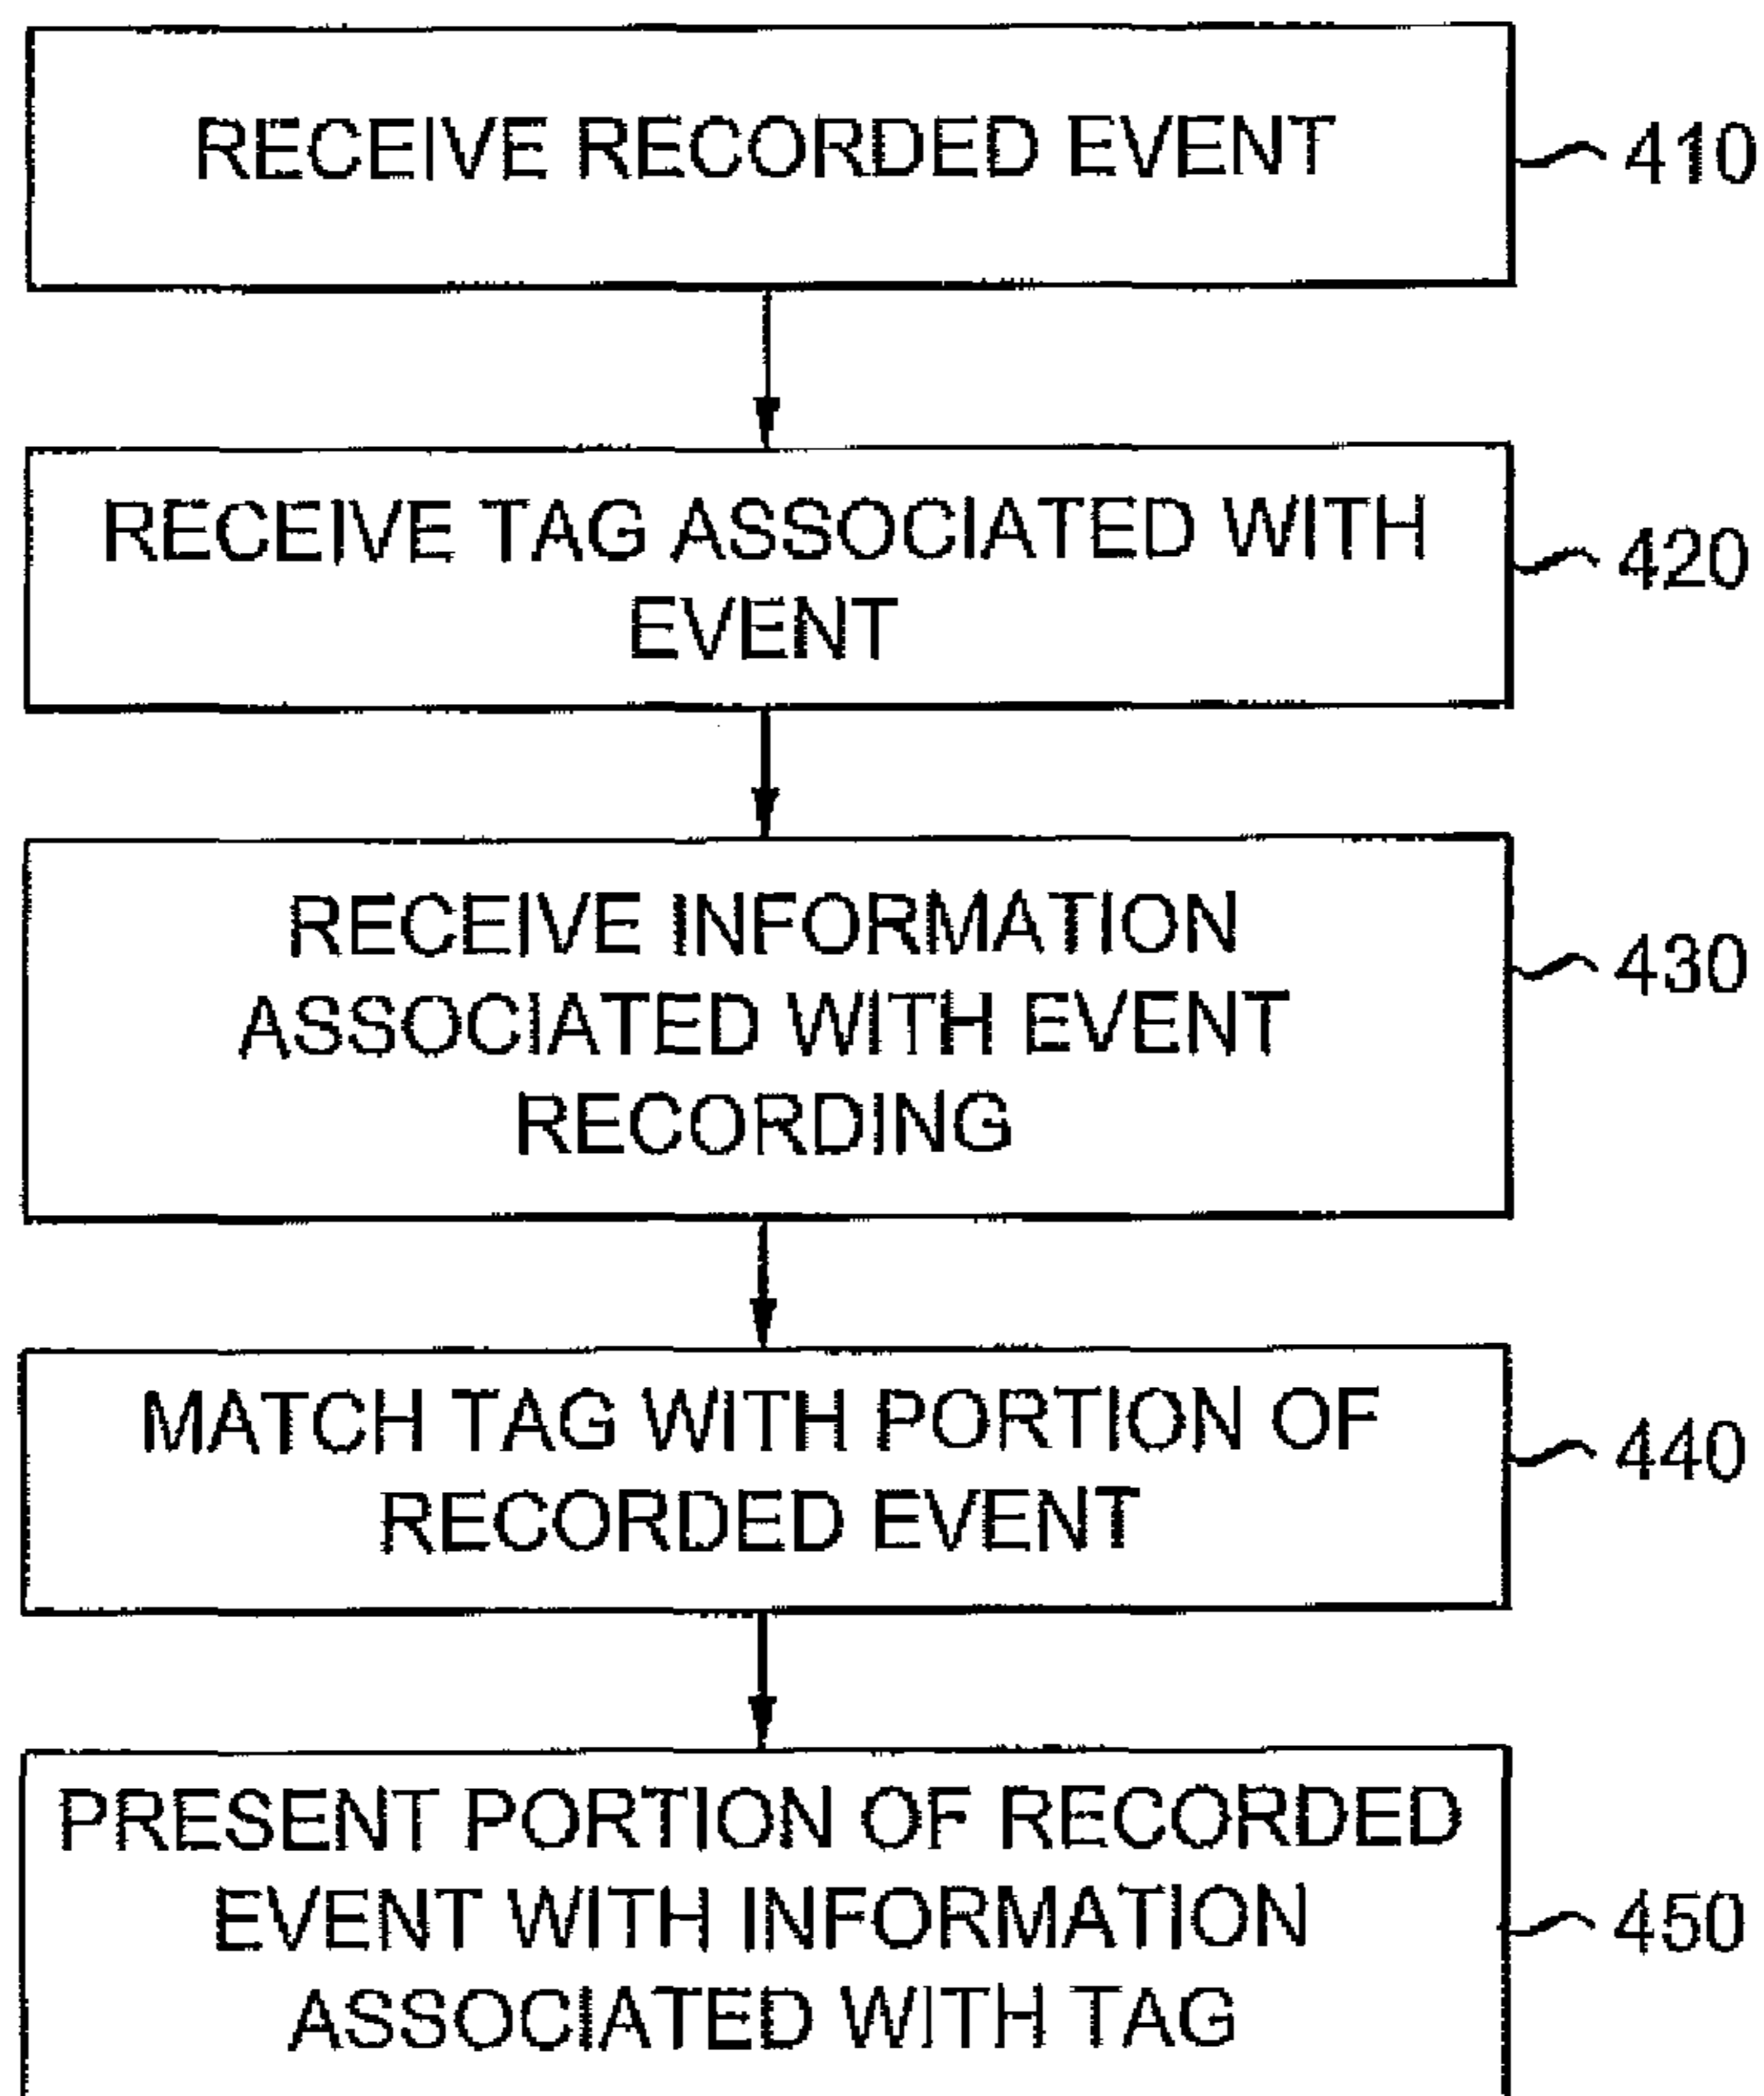 RECEIVE RECORDED EVENT
410
RECEIVE TAG ASSOCIATED WITH
EVENT
420
RECEIVE INFORMATION
ASSOCIATED WITH EVENT
RECORDING
430
MATCH TAG WITH PORTION OF
RECORDED EVENT
440
PRESENT PORTION OF RECORDED
EVENT WITH INFORMATION
ASSOCIATED WITH TAG
450